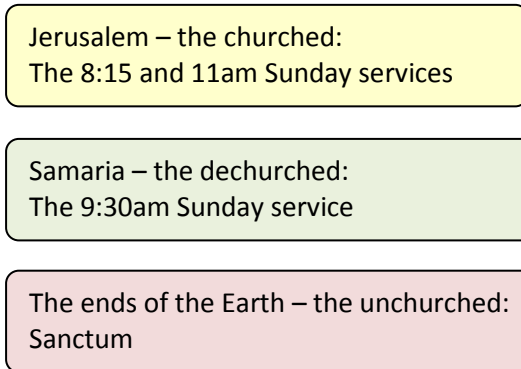 Jerusalem – the churched:
The 8:15 and 11am Sunday services
Samaria – the dechurched:
The 9:30am Sunday service
The ends of the Earth – the unchurched:
Sanctum